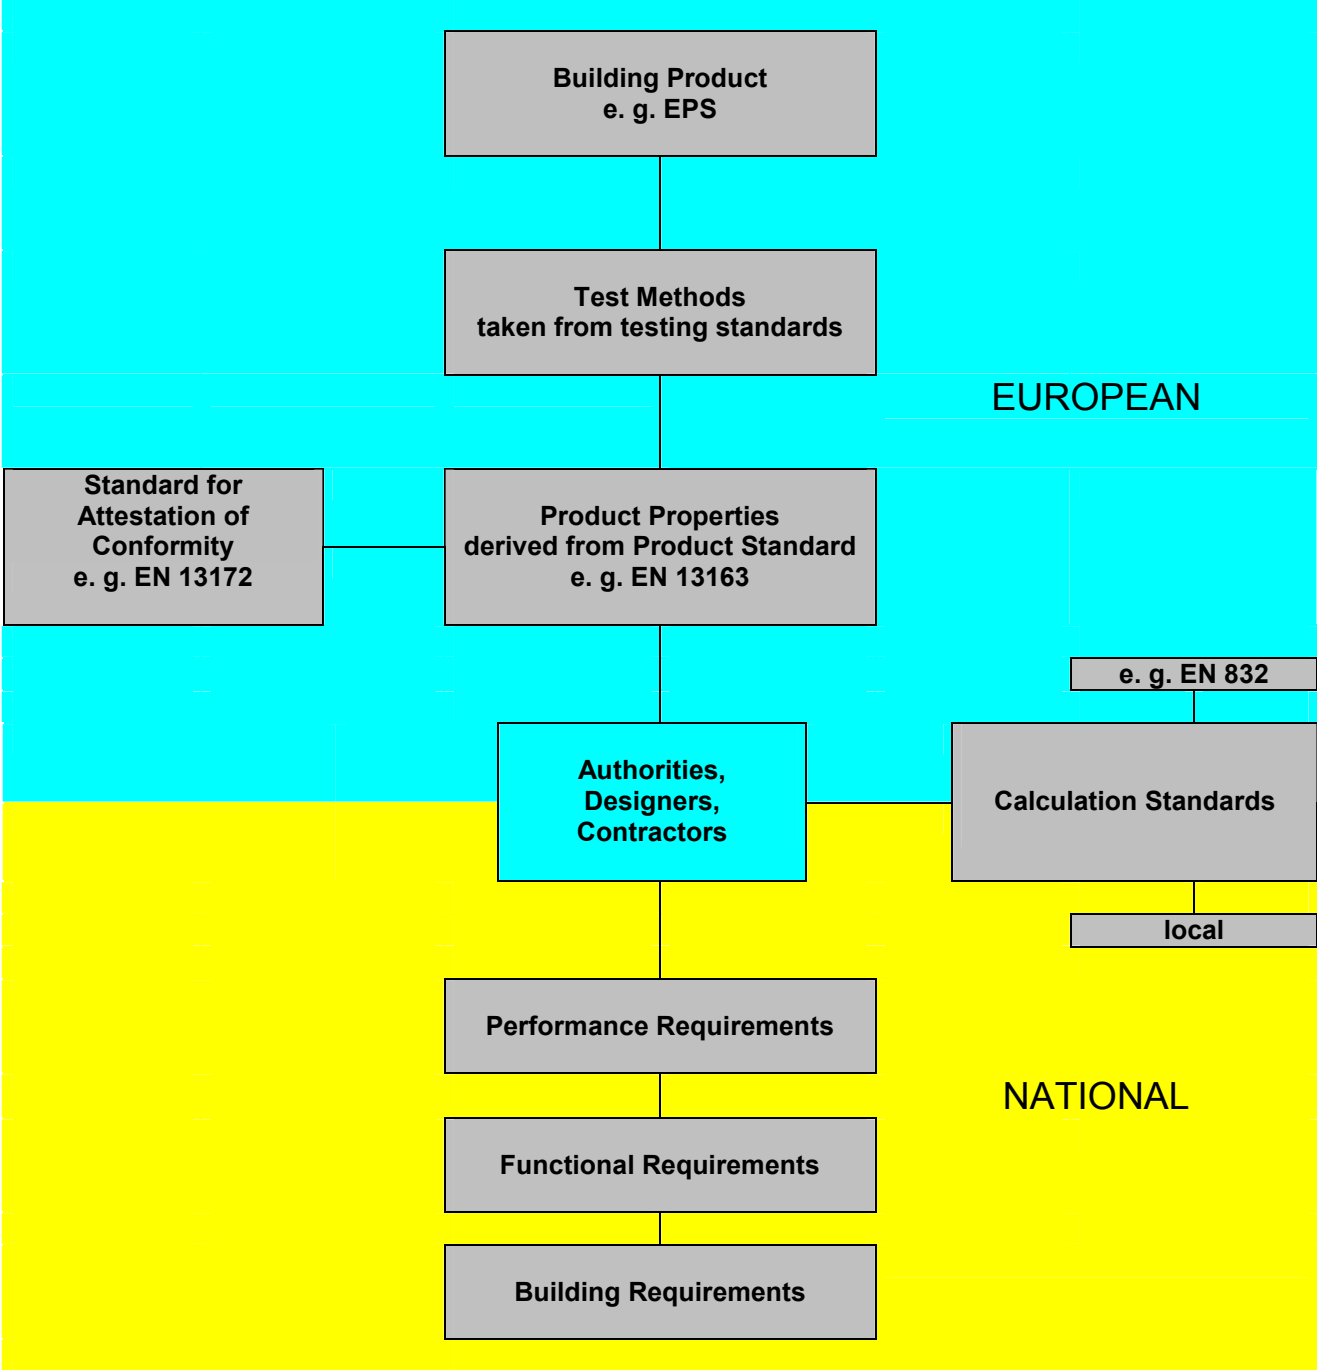 Building Product
e. g. EPS
Test Methods
taken from testing standards
EUROPEAN
Standard for
Attestation of
Conformity
e. g. EN 13172
Product Properties
derived from Product Standard
e. g. EN 13163
e. g. EN 832
Authorities,
Designers,
Contractors
Calculation Standards
local
Performance Requirements
NATIONAL
Functional Requirements
Building Requirements